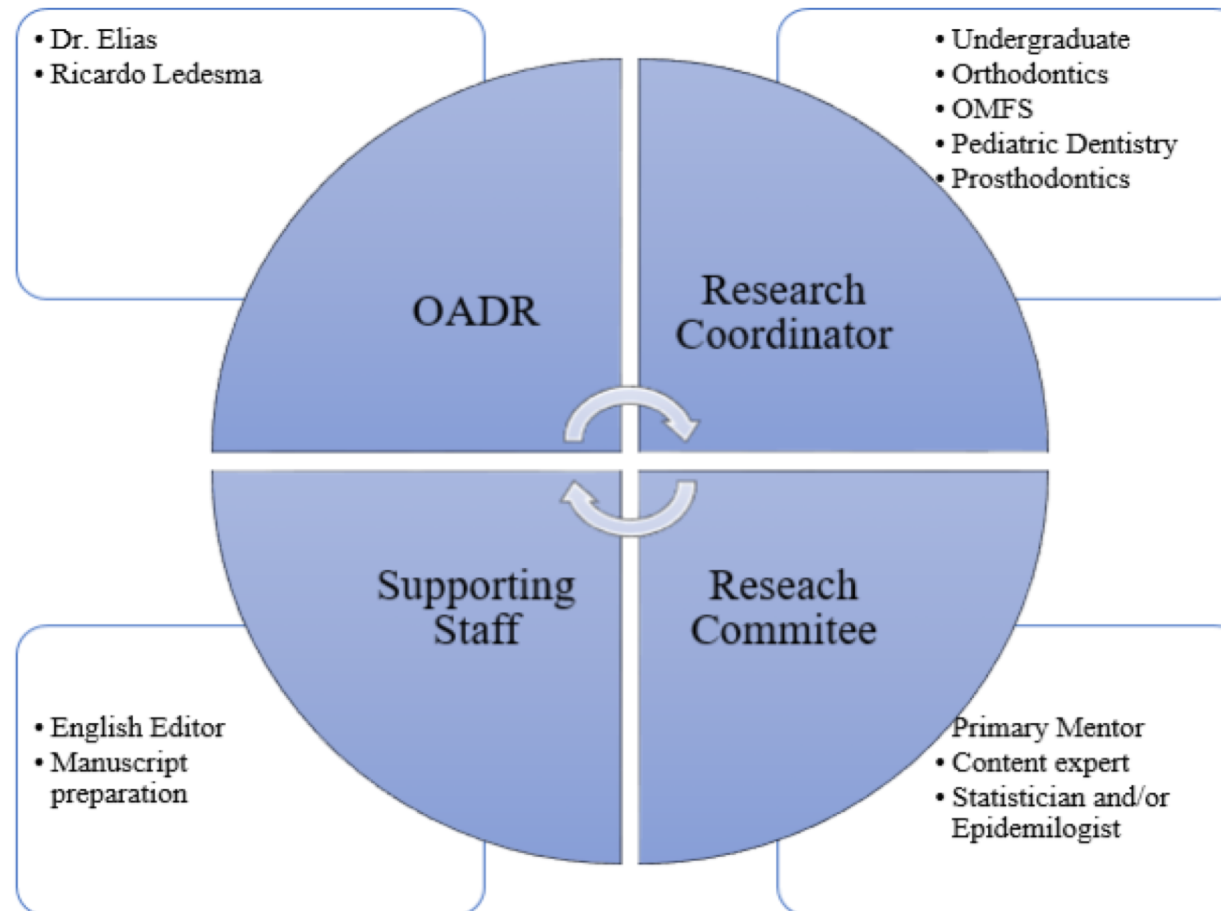 • Dr. Elias
• Ricardo Ledesma
• Undergraduate
• Orthodontics
• OMFS
• Pediatric Dentistry
• Prosthodontics
OADR
Research
Coordinator
Supporting
Staff
Reseach
Commitee
• English Editor
• Manuscript
preparation
Primary Mentor
• Content expert
• Statistician and/or
Epidemilogist